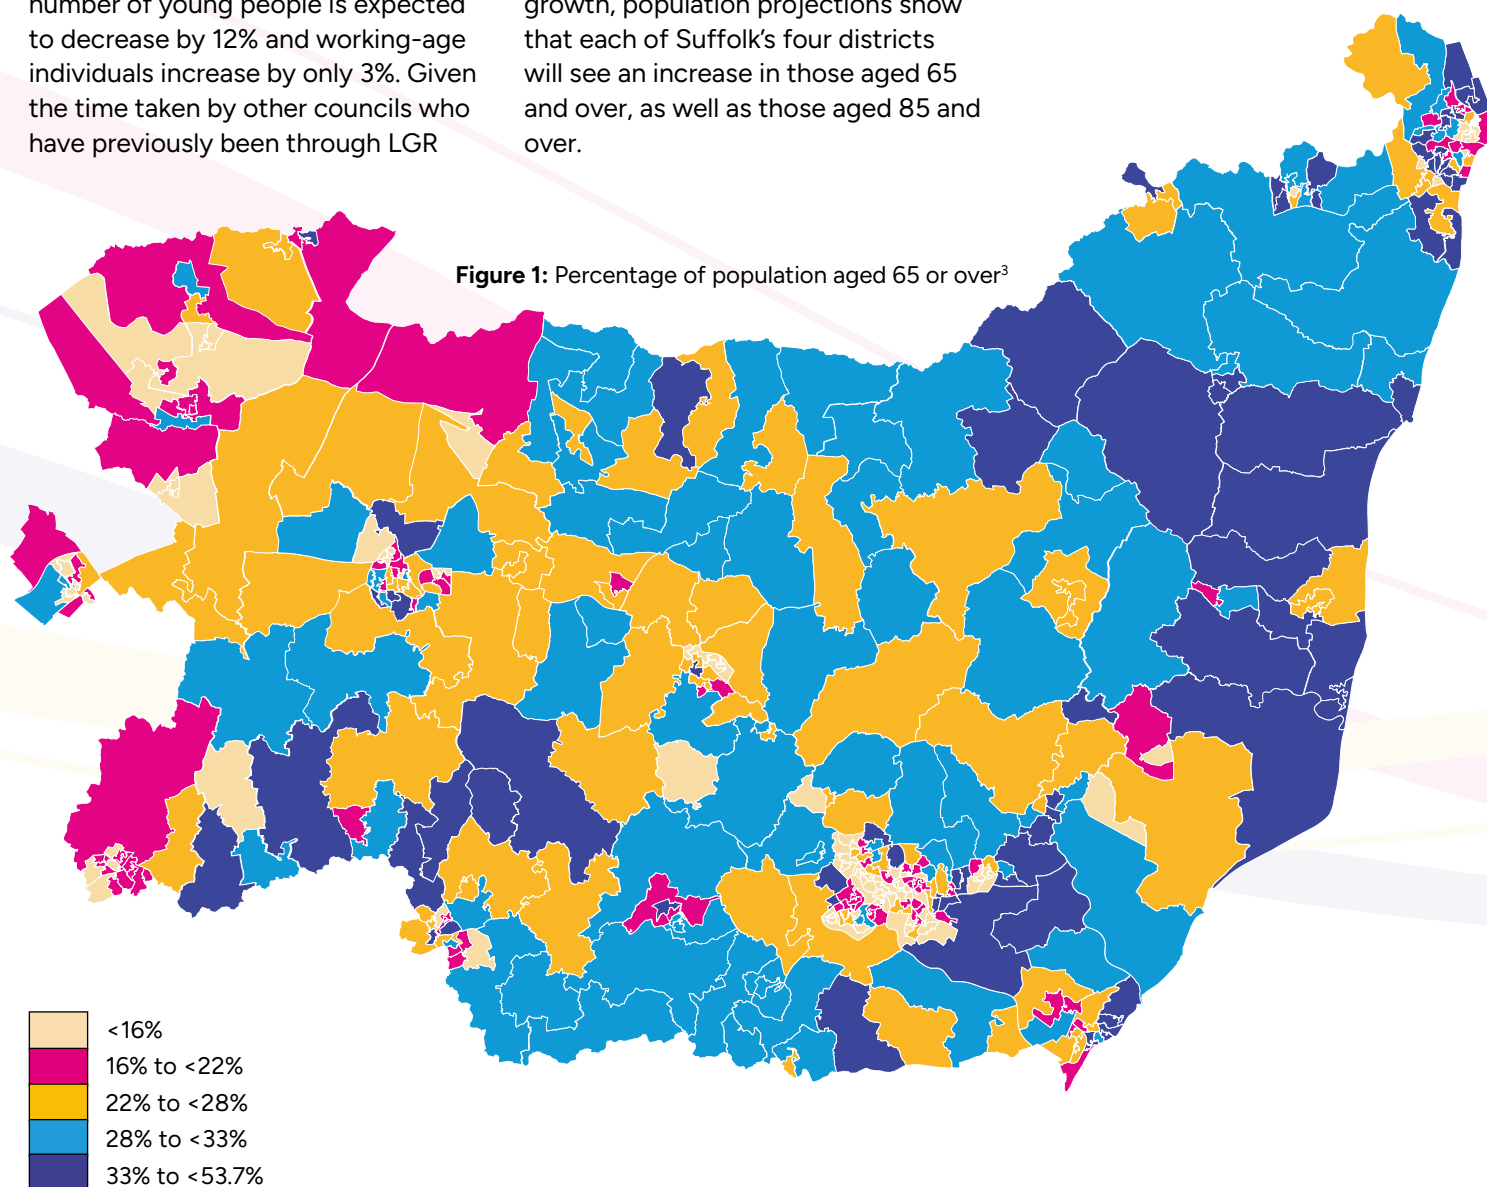 number of young people is expected
to decrease by 12% and working-age
individuals increase by only 3%. Given
the time taken by other councils who
have previously been through LGR
growth, population projections show
that each of Suffolk’s four districts
will see an increase in those aged 65
and over, as well as those aged 85 and
over.
Figure 1: Percentage of population aged 65 or over³
<16%
16% to <22%
22% to <28%
28% to <33%
33% to <53.7%